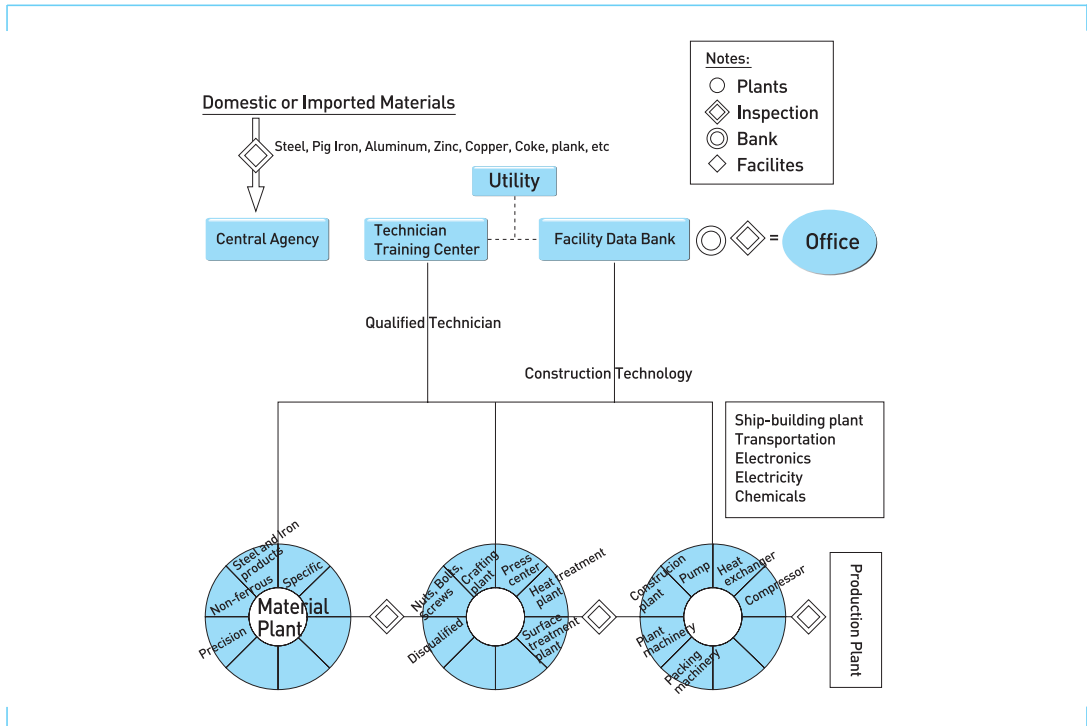 Notes:
Plants
Inspection
Bank
Facilites
Domestic or Imported Materials
Steel, Pig Iron, Aluminum, Zinc, Copper, Coke, plank, etc
Utility
Central Agency
Technician
Training Center
Facility Data Bank
=
Office
Qualified Technician
Construction Technology
Ship-building plant
Transportation
Electronics
Electricity
Chemicals
Steel and Iron
products
Specific
Non-ferrous
Precision
Material
Plant
Nuts, Bolts,
Screws
Crafting
plant
Press
center
Heat treatment
plant
Disqualified
Surface
treatment
plant
Construcion
plant
Pump
Heat
exchanger
Compressor
Plant
machinery
Packing
machinery
Production Plant